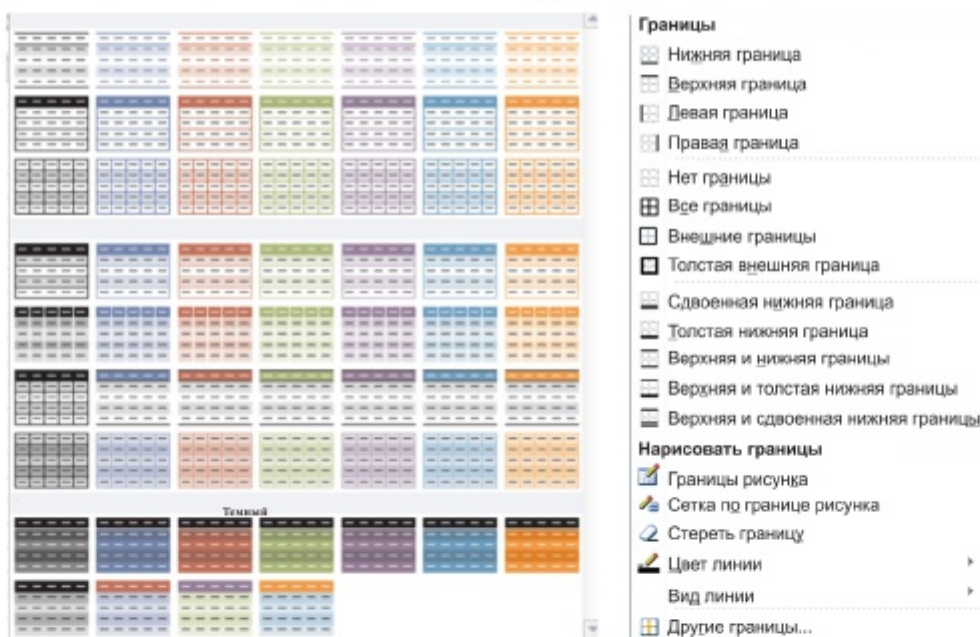 Темный
Границы
Нижняя граница
Верхняя граница
Левая граница
Правая граница
Нет границы
Все границы
Внешние границы
Толстая внешняя граница
Сдвоенная нижняя граница
Толстая нижняя граница
Верхняя и нижняя границы
Верхняя и толстая нижняя границы
Верхняя и сдвоенная нижняя границы
Нарисовать границы
Границы рисунка
Сетка по границе рисунка
Стереть границу
Цвет линии
Вид линии
Другие границы...